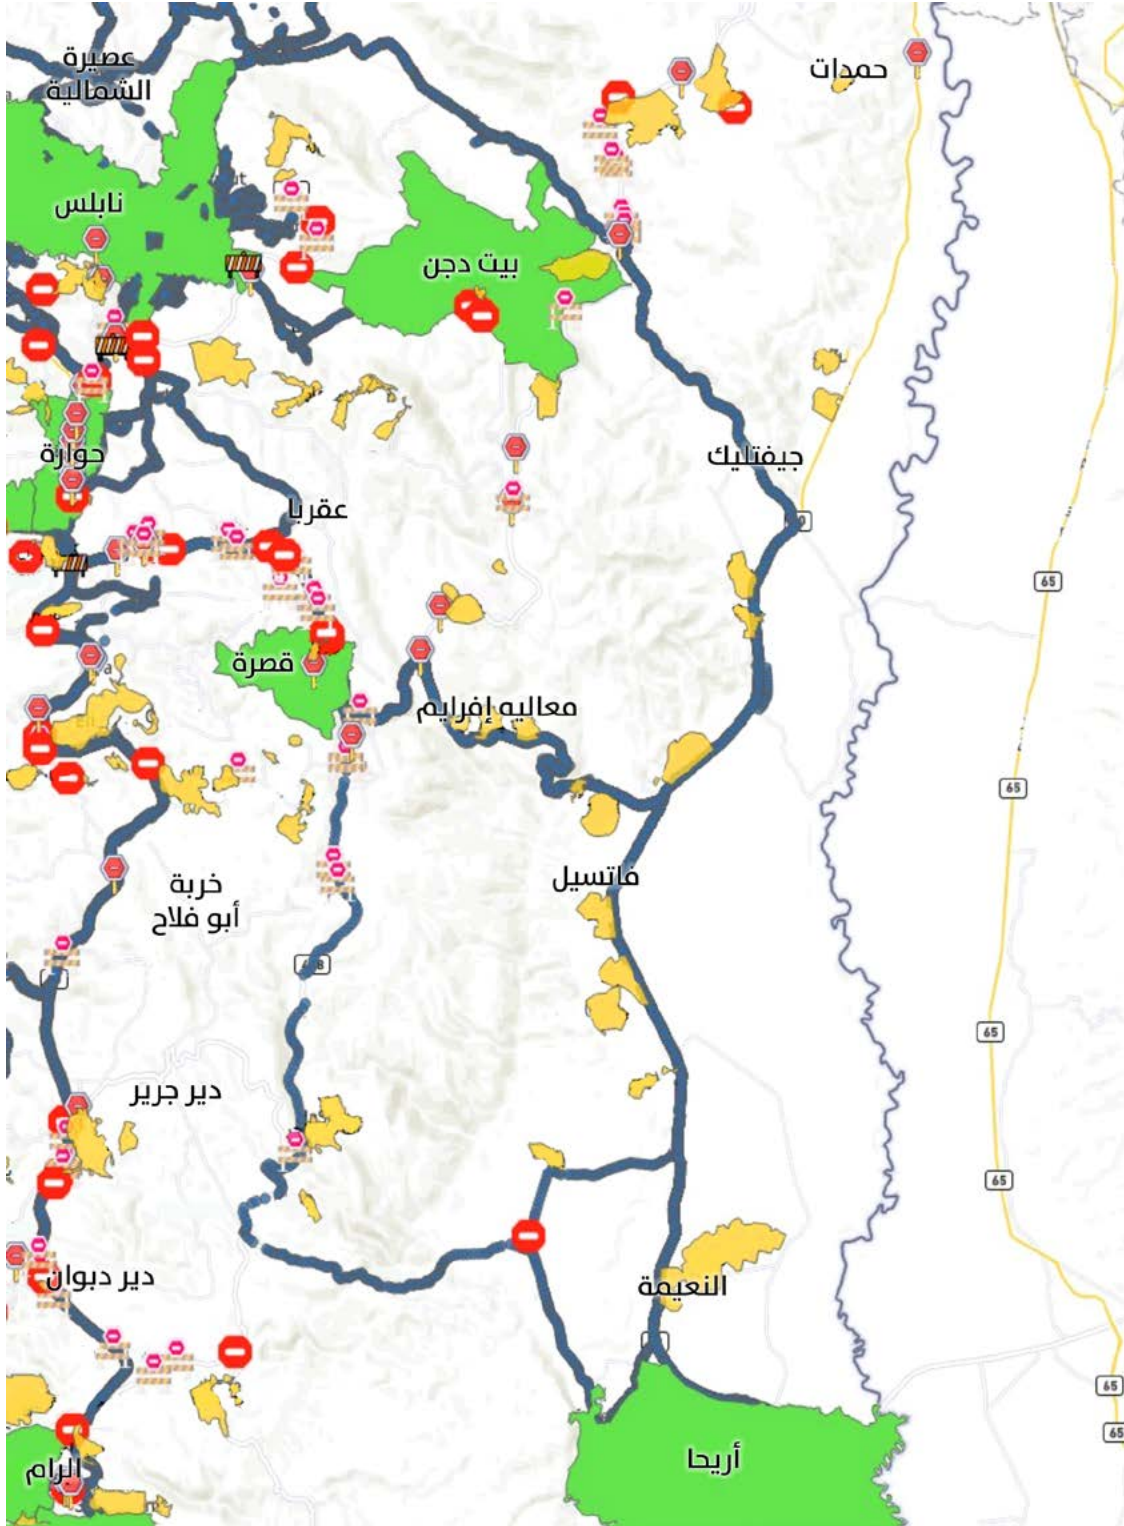 عصيرة
الشمالية
حمدات
نابلس
بيت دجن
حوارة
جيفتليك
عقربا
65
قصرة
معاليه إفرايم
65
فاتسيل
خربة
أبو فلاح
65
دير جرير
65
دير دبوان
النعيمة
65
65
أريحا
الرام